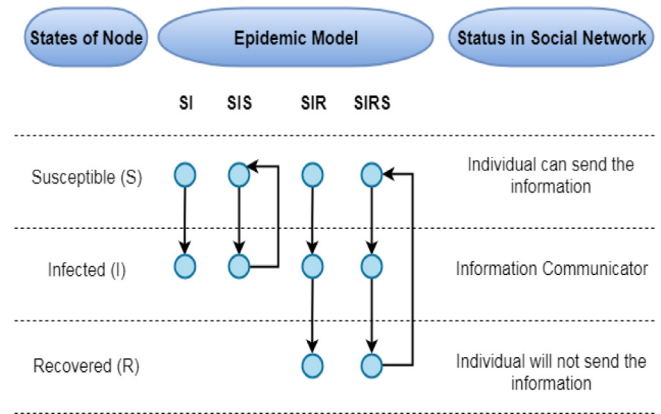 States of Node
Epidemic Model
Status in Social Network
SI
SIS
SIR
SIRS
Susceptible (S)
Individual can send the
information
Infected (I)
Information Communicator
Recovered (R)
Individual will not send the
information